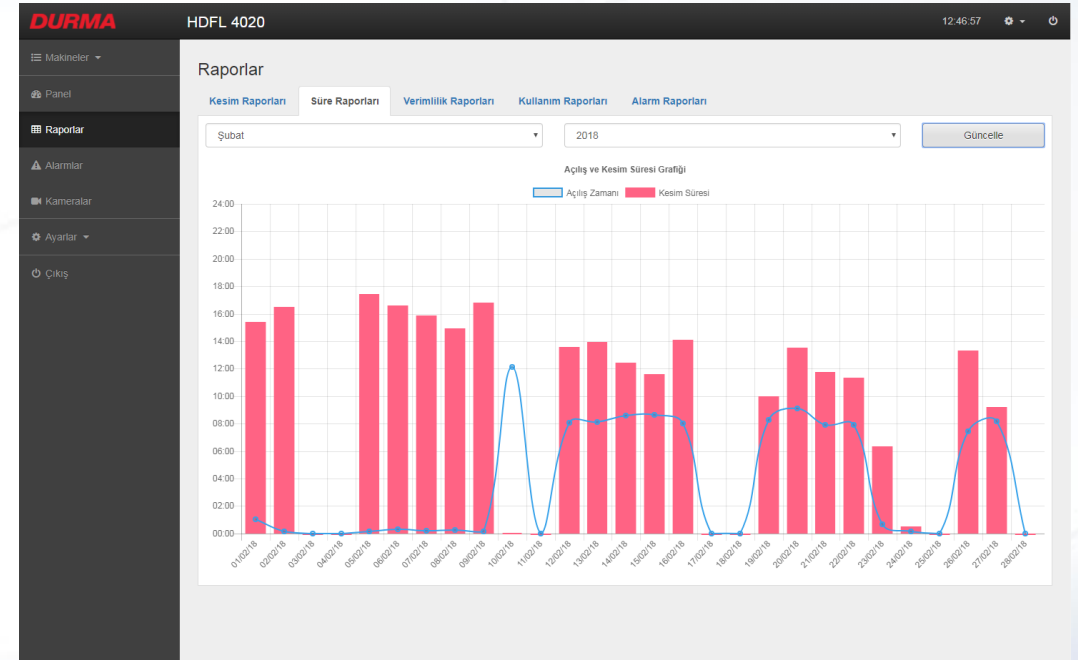 DURMA
HDFL 4020
12:46:57
Makineler
Panel
Raporlar
Alarmlar
Kameralar
Ayarlar
Çıkış
Raporlar
Kesim Raporları Süre Raporları Verimlilik Raporları Kullanım Raporları Alarm Raporları
Şubat 2018 Güncelle
Açılış ve Kesim Süresi Grafiği
Açılış Zamanı Kesim Süresi
24:00
22:00
20:00
18:00
16:00
14:00
12:00
10:00
08:00
06:00
04:00
02:00
00:00
01/02/18 02/02/18 03/02/18 04/02/18 05/02/18 06/02/18 07/02/18 08/02/18 09/02/18 10/02/18 11/02/18 12/02/18 13/02/18 14/02/18 15/02/18 16/02/18 17/02/18 18/02/18 19/02/18 20/02/18 21/02/18 22/02/18 23/02/18 24/02/18 25/02/18 26/02/18 27/02/18 28/02/18